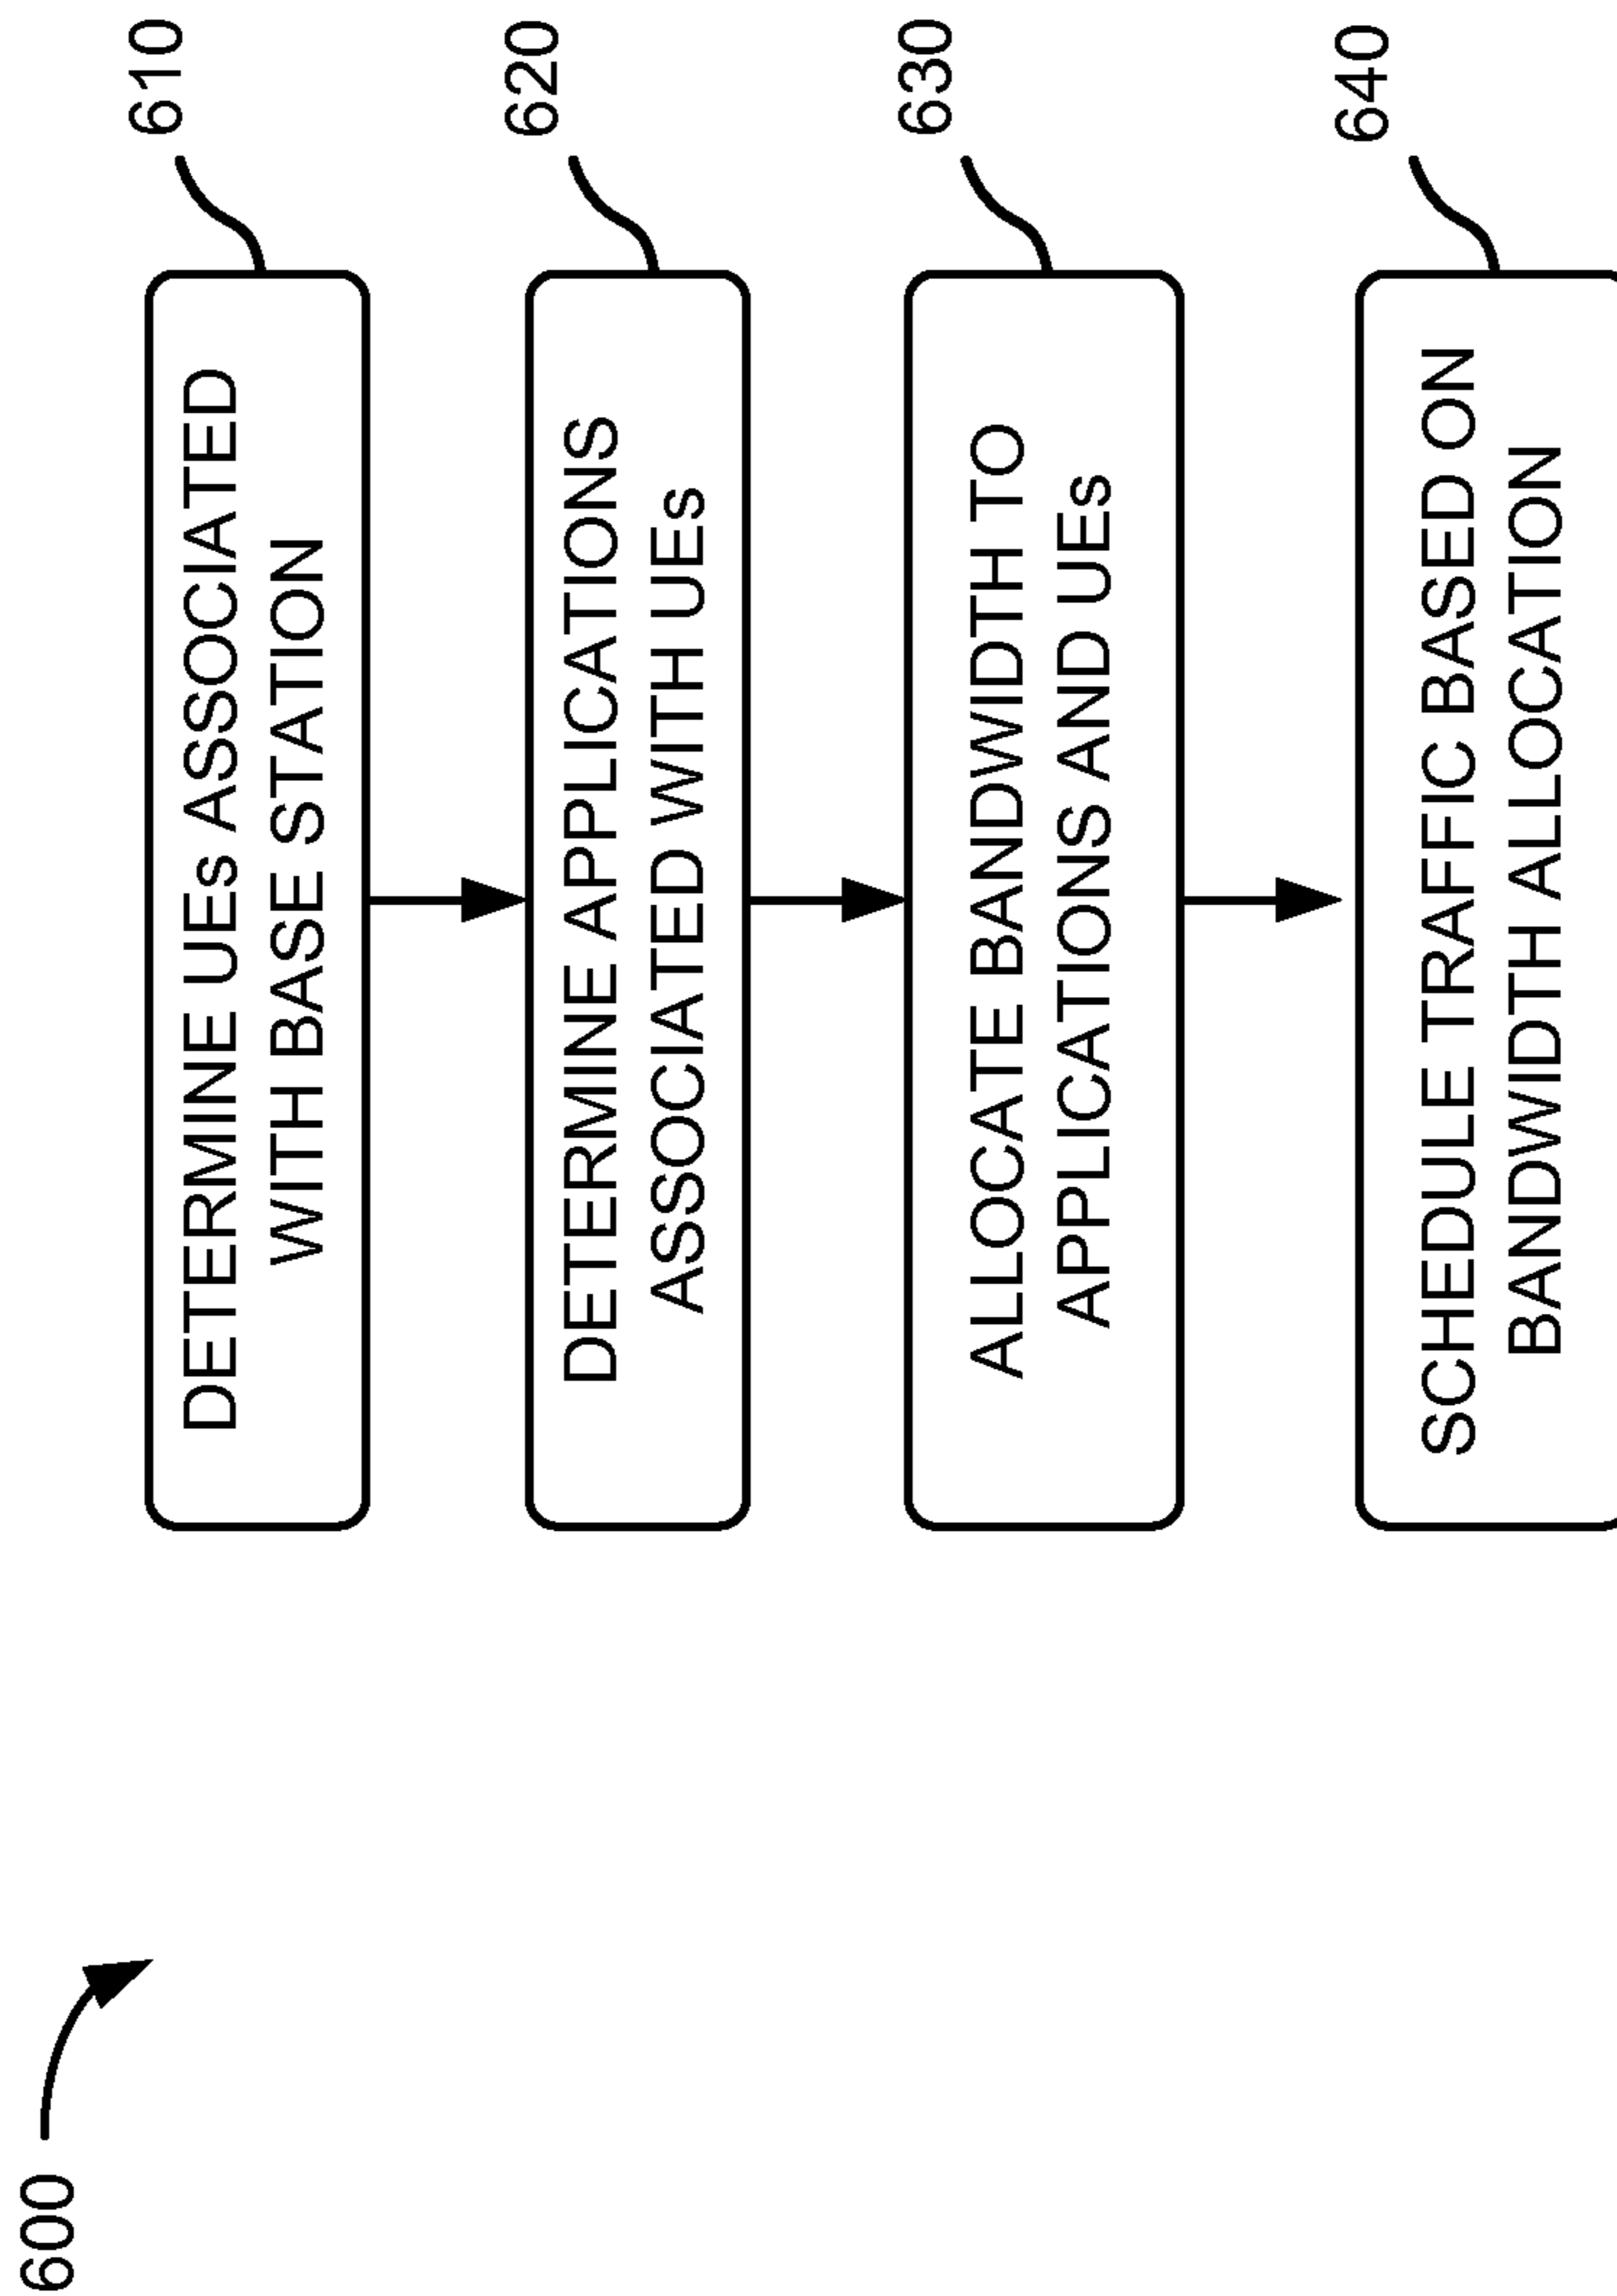 600
610
DETERMINE UEs ASSOCIATED
WITH BASE STATION
620
DETERMINE APPLICATIONS
ASSOCIATED WITH UEs
630
ALLOCATE BANDWIDTH TO
APPLICATIONS AND UEs
640
SCHEDULE TRAFFIC BASED ON
BANDWIDTH ALLOCATION